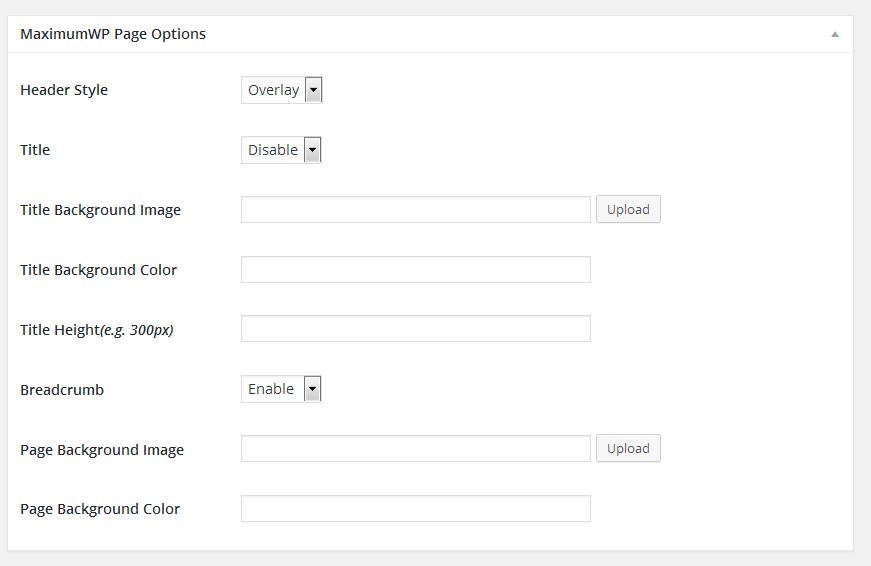 MaximumWP Page Options
Header Style Overlay
Title Disable
Title Background Image Upload
Title Background Color
Title Height(e.g. 300px)
Breadcrumb Enable
Page Background Image Upload
Page Background Color